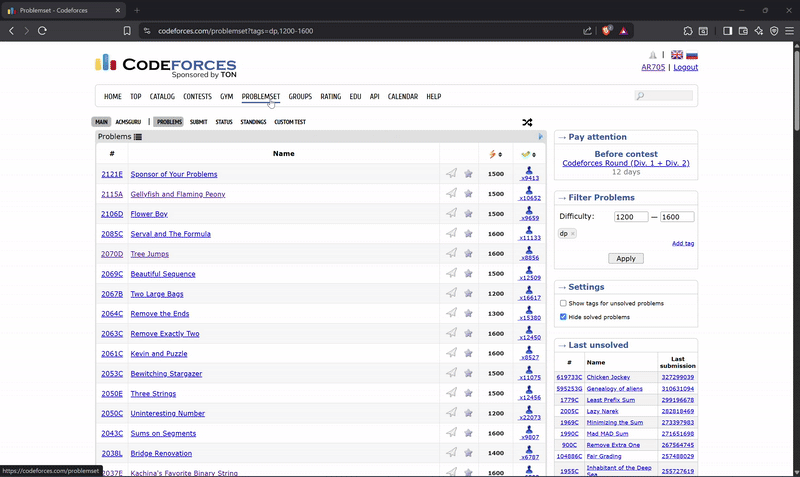 Problemset - Codeforces
codeforces.com/problemset?tags=dp,1200-1600
CODEFORCES
Sponsored by TON
AR705 | Logout
HOME TOP CATALOG CONTESTS GYM PROBLEMSET GROUPS RATING EDU API CALENDAR HELP
MAIN ACMSGURU | PROBLEMS SUBMIT STATUS STANDINGS CUSTOM TEST
Problems
# Name
2121E Sponsor of Your Problems 1500 x9413
2115A Gellyfish and Flaming Peony 1500 x10652
2106D Flower Boy 1500 x9659
2085C Serval and The Formula 1600 x11133
2070D Tree Jumps 1600 x8856
2069C Beautiful Sequence 1500 x12509
2067B Two Large Bags 1200 x16617
2064C Remove the Ends 1300 x15380
2063C Remove Exactly Two 1600 x12450
2061C Kevin and Puzzle 1600 x8527
2053C Bewitching Stargazer 1500 x11075
2050E Three Strings 1500 x12456
2050C Uninteresting Number 1200 x22073
2043C Sums on Segments 1600 x9807
2038L Bridge Renovation 1400 x6787
2037E Kachina's Favorite Binary String 1600
→ Pay attention
Before contest
Codeforces Round (Div. 1 + Div. 2)
12 days
→ Filter Problems
Difficulty: 1200 — 1600
dp ×
Add tag
Apply
→ Settings
Show tags for unsolved problems
Hide solved problems
→ Last unsolved
# Name Last submission
619733C Chicken Jockey 327299039
595253G Genealogy of aliens 310631094
1779C Least Prefix Sum 299196678
2005C Lazy Narek 282818469
1969C Minimizing the Sum 273397983
1990C Mad MAD Sum 271651698
900C Remove Extra One 267564745
104886C Fair Grading 257488029
1955C Inhabitant of the Deep Sea 255727619
https://codeforces.com/problemset